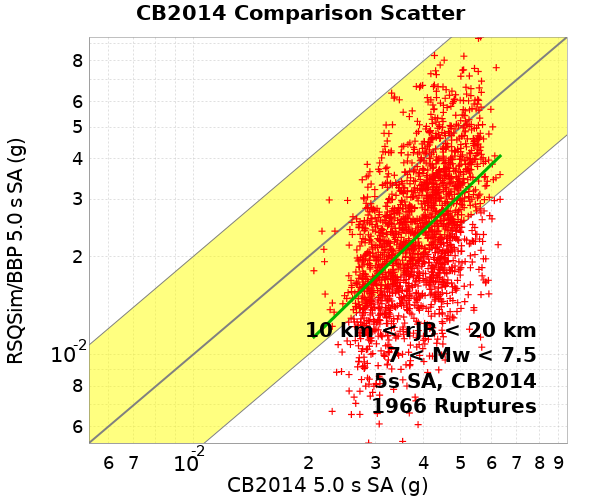 CB2014 Comparison Scatter
RSQSim/BBP 5.0 s SA (g)
8
6
5
4
3
2
10-2
8
6
10 km < rJB < 20 km
7 < Mw < 7.5
5s SA, CB2014
1966 Ruptures
6 7 10-2 2 3 4 5 6 7 8 9
CB2014 5.0 s SA (g)